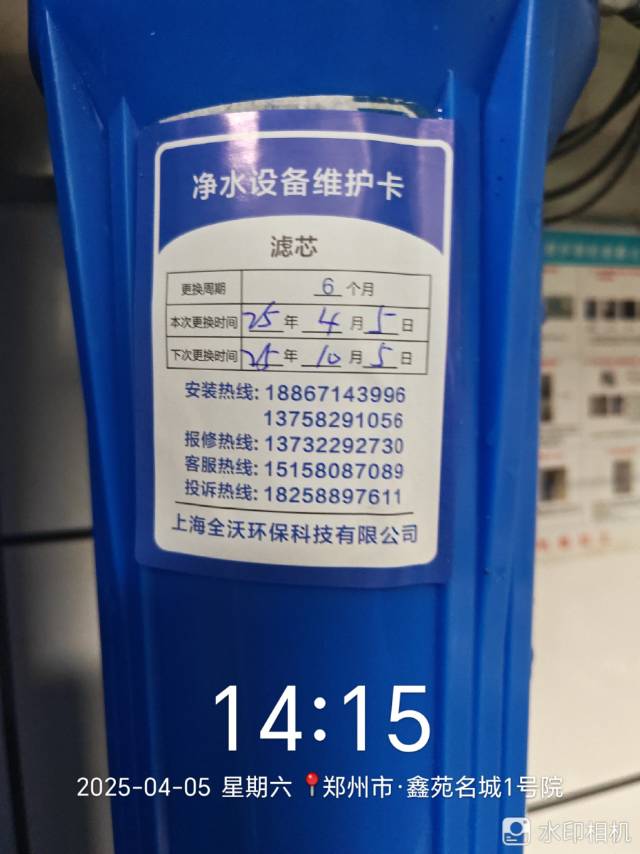 净水设备维护卡
滤芯
更换周期 6 个月
本次更换时间 25 年 4 月 5 日
下次更换时间 25 年 10 月 5 日
安装热线: 18867143996
13758291056
报修热线: 13732292730
客服热线: 15158087089
投诉热线: 18258897611
上海全沃环保科技有限公司
14:15
2025-04-05 星期六 郑州市·鑫苑名城1号院
水印相机